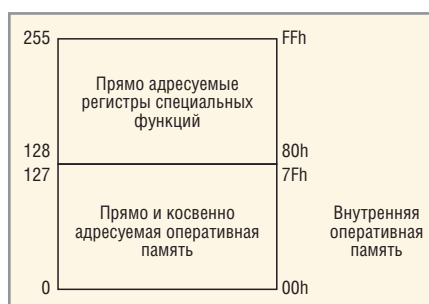 255
FFh
Прямо адресуемые
регистры специальных
функций
128
80h
127
7Fh
Прямо и косвенно
адресуемая оперативная
память
Внутренняя
оперативная
память
0
00h